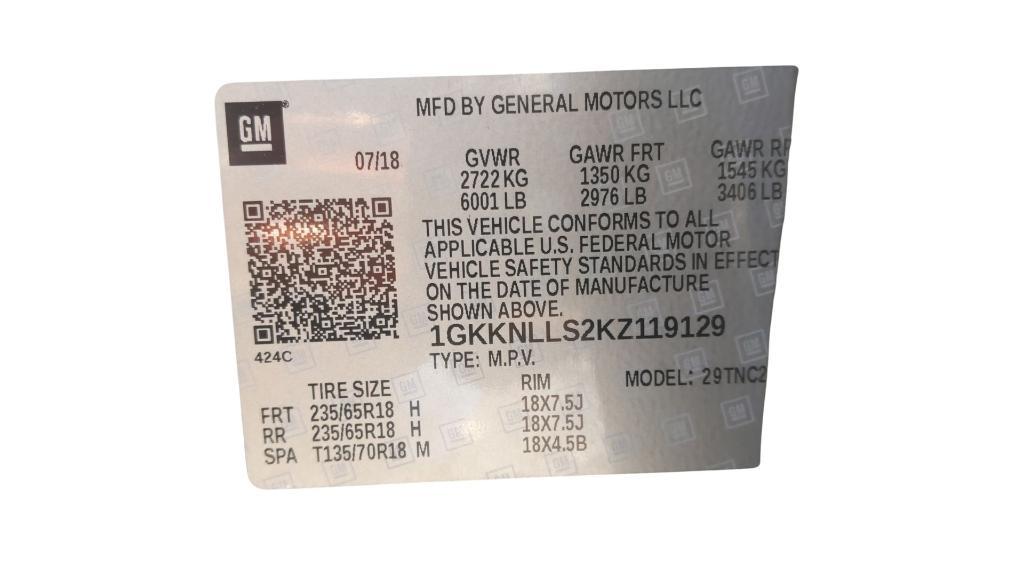 GM
MFD BY GENERAL MOTORS LLC
07/18
GVWR GAWR FRT GAWR
2722 KG 1350 KG 1545 KG
6001 LB 2976 LB 3406 LB
THIS VEHICLE CONFORMS TO ALL
APPLICABLE U.S. FEDERAL MOTOR
VEHICLE SAFETY STANDARDS IN EFFECT
ON THE DATE OF MANUFACTURE
SHOWN ABOVE.
1GKKNLLS2KZ119129
424C
TYPE: M.P.V.
MODEL: 29TNC2
TIRE SIZE RIM
FRT 235/65R18 H 18X7.5J
RR 235/65R18 H 18X7.5J
SPA T135/70R18 M 18X4.5B